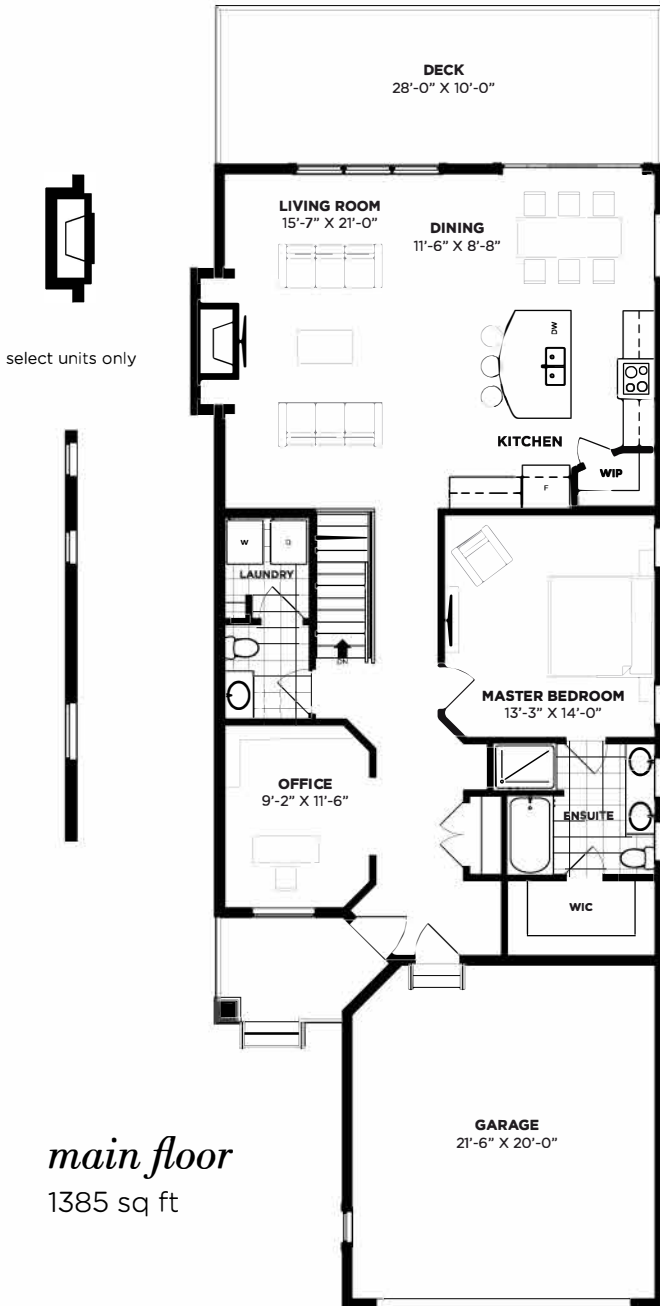 DECK
28'-0" X 10'-0"
LIVING ROOM
15'-7" X 21'-0"
DINING
11'-6" X 8'-8"
select units only
DW
KITCHEN
WIP
F
W
D
LAUNDRY
DN
MASTER BEDROOM
13'-3" X 14'-0"
OFFICE
9'-2" X 11'-6"
ENSUITE
WIC
GARAGE
21'-6" X 20'-0"
main floor
1385 sq ft